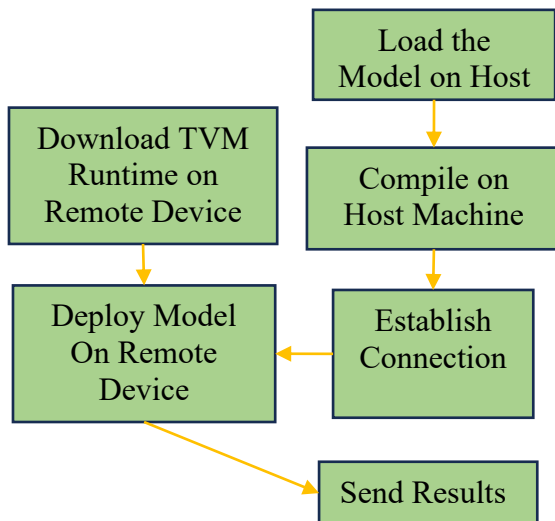 Load the
Model on Host
Download TVM
Runtime on
Remote Device
Compile on
Host Machine
Deploy Model
On Remote
Device
Establish
Connection
Send Results